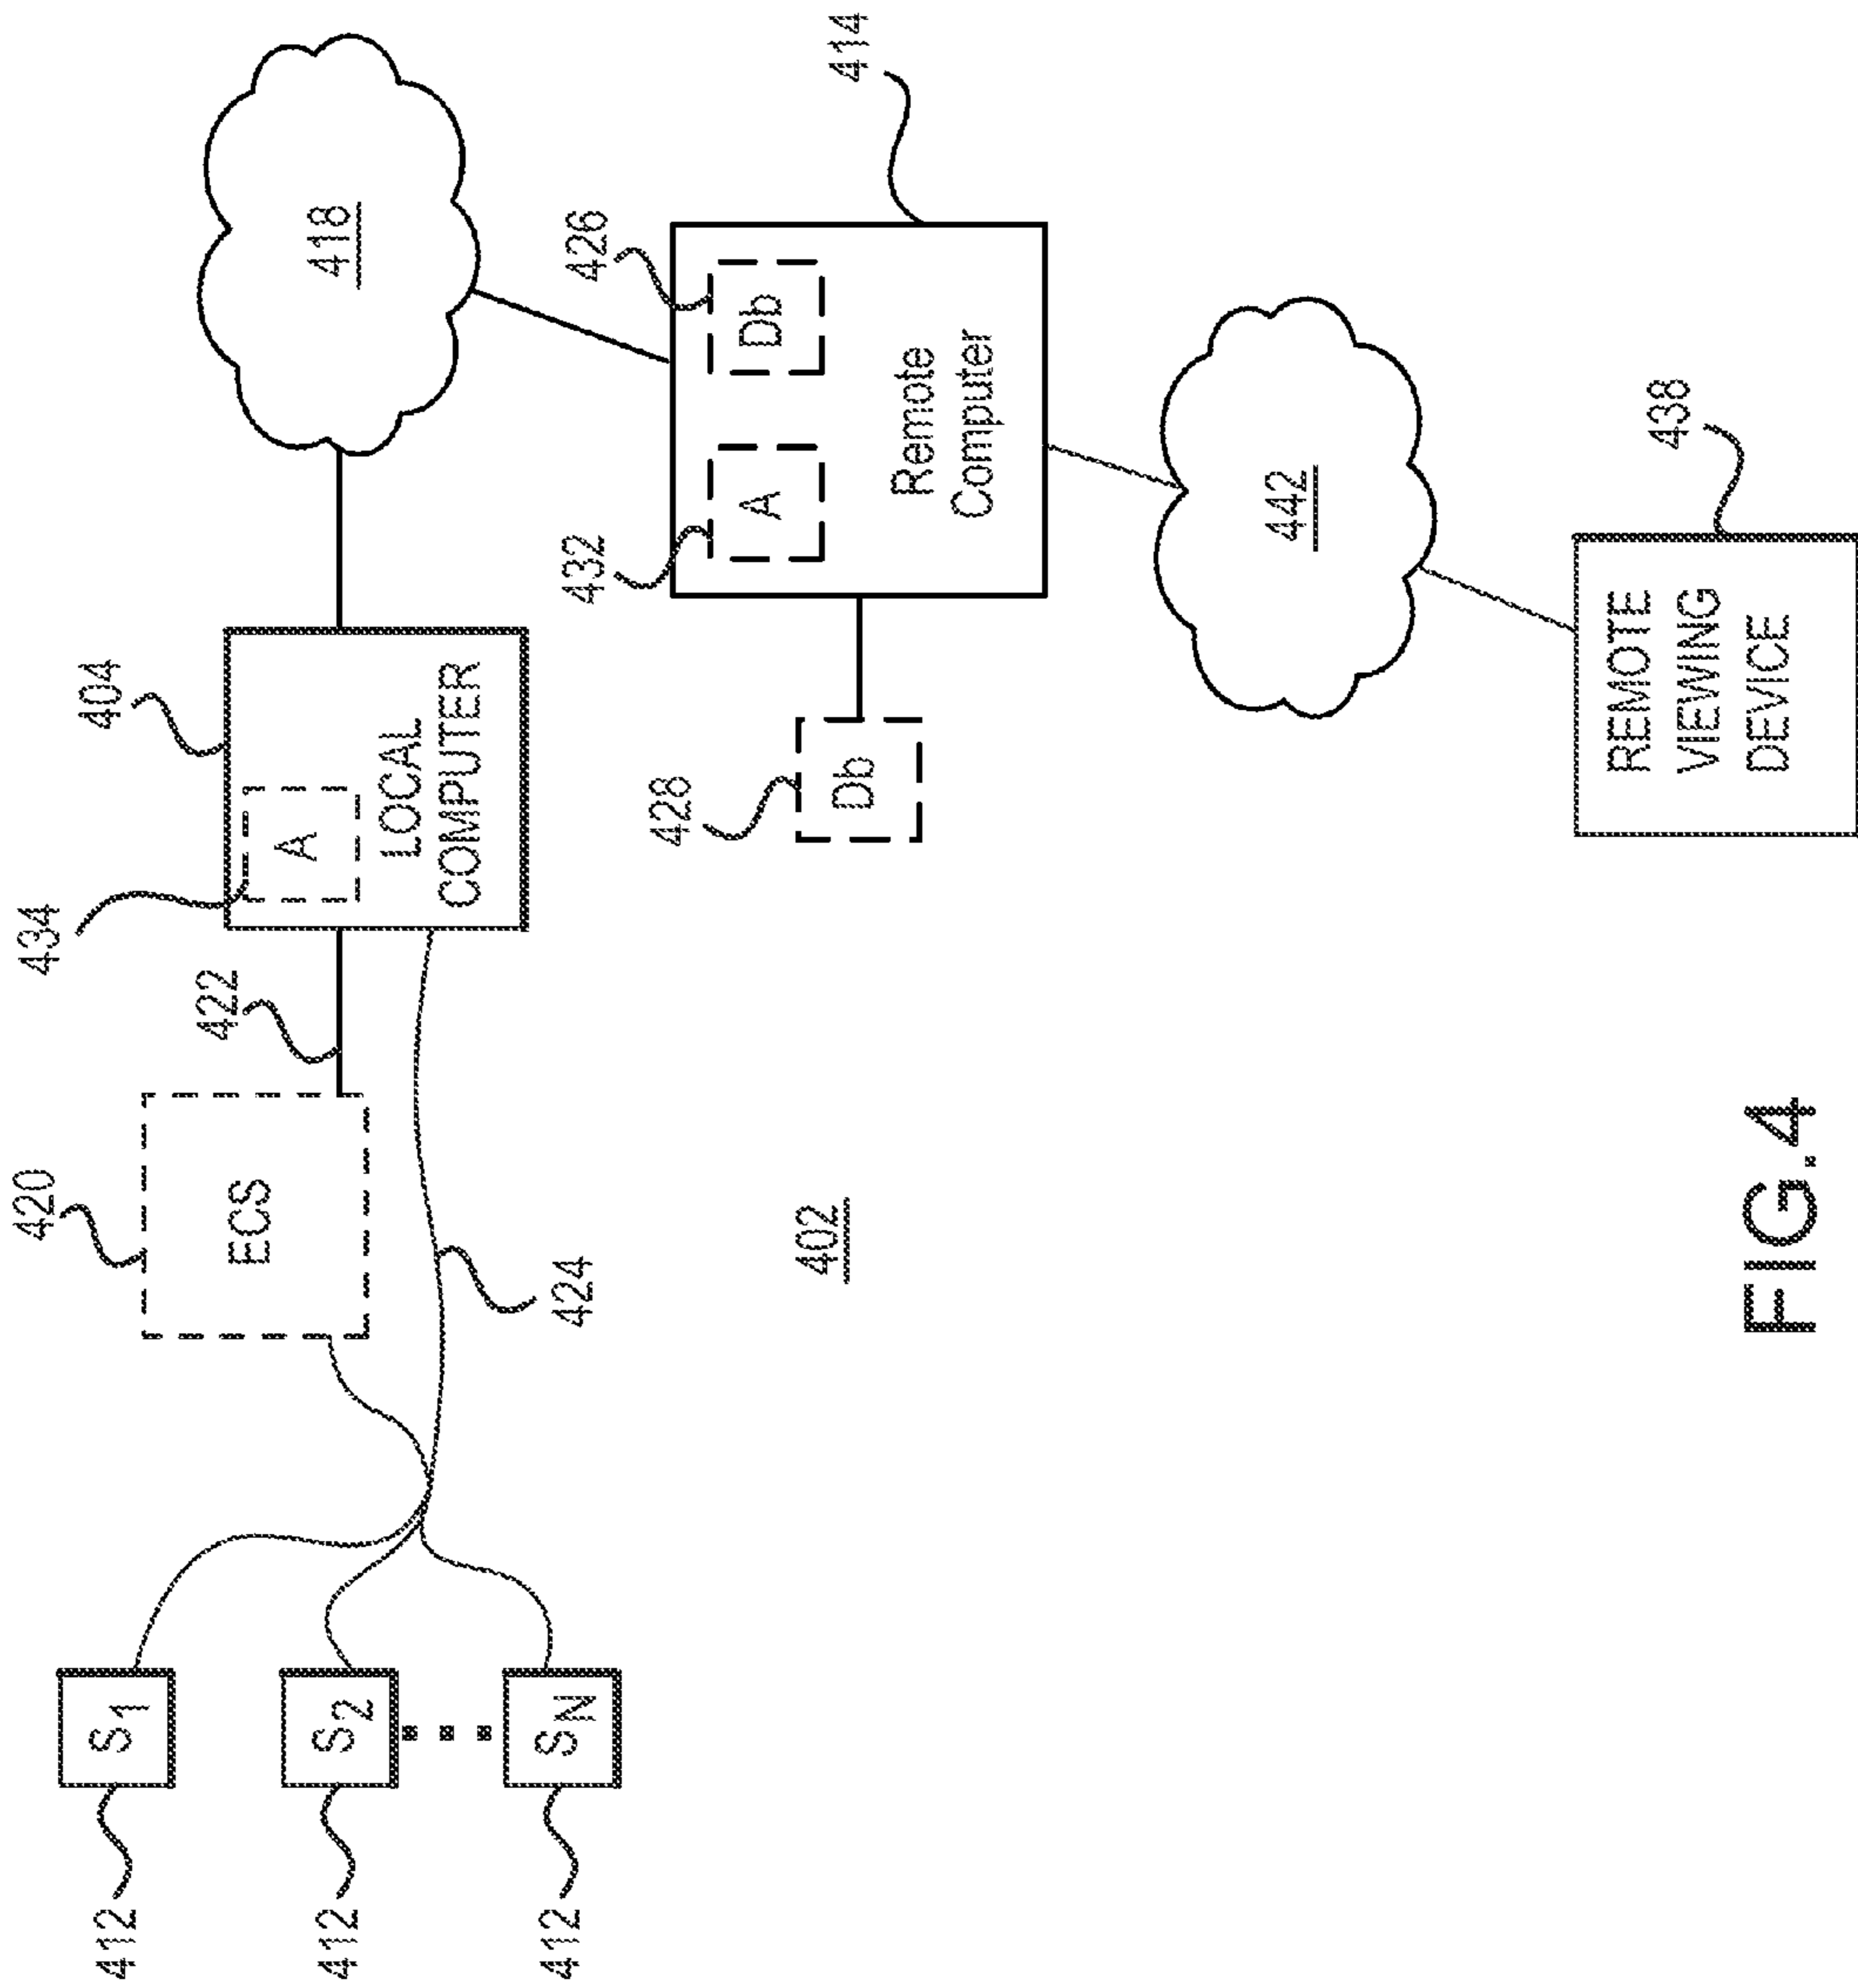 412
S1
412
S2
412
SN
420
ECS
422
424
434
A
404
LOCAL
COMPUTER
418
428
Db
432
A
426
Db
Remote
Computer
414
442
438
REMOTE
VIEWING
DEVICE
402
FIG.4